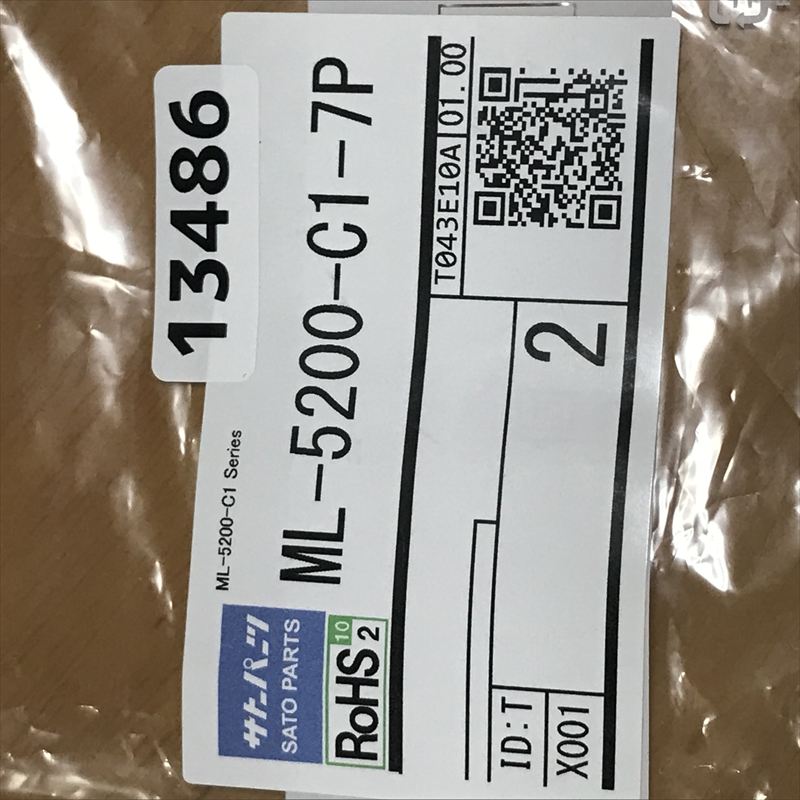 13486
ML-5200-C1 Series
サトーパーツ
SATO PARTS
ML-5200-C1-7P
RoHS
10
2
T043E10A
01.00
2
ID:T
X001